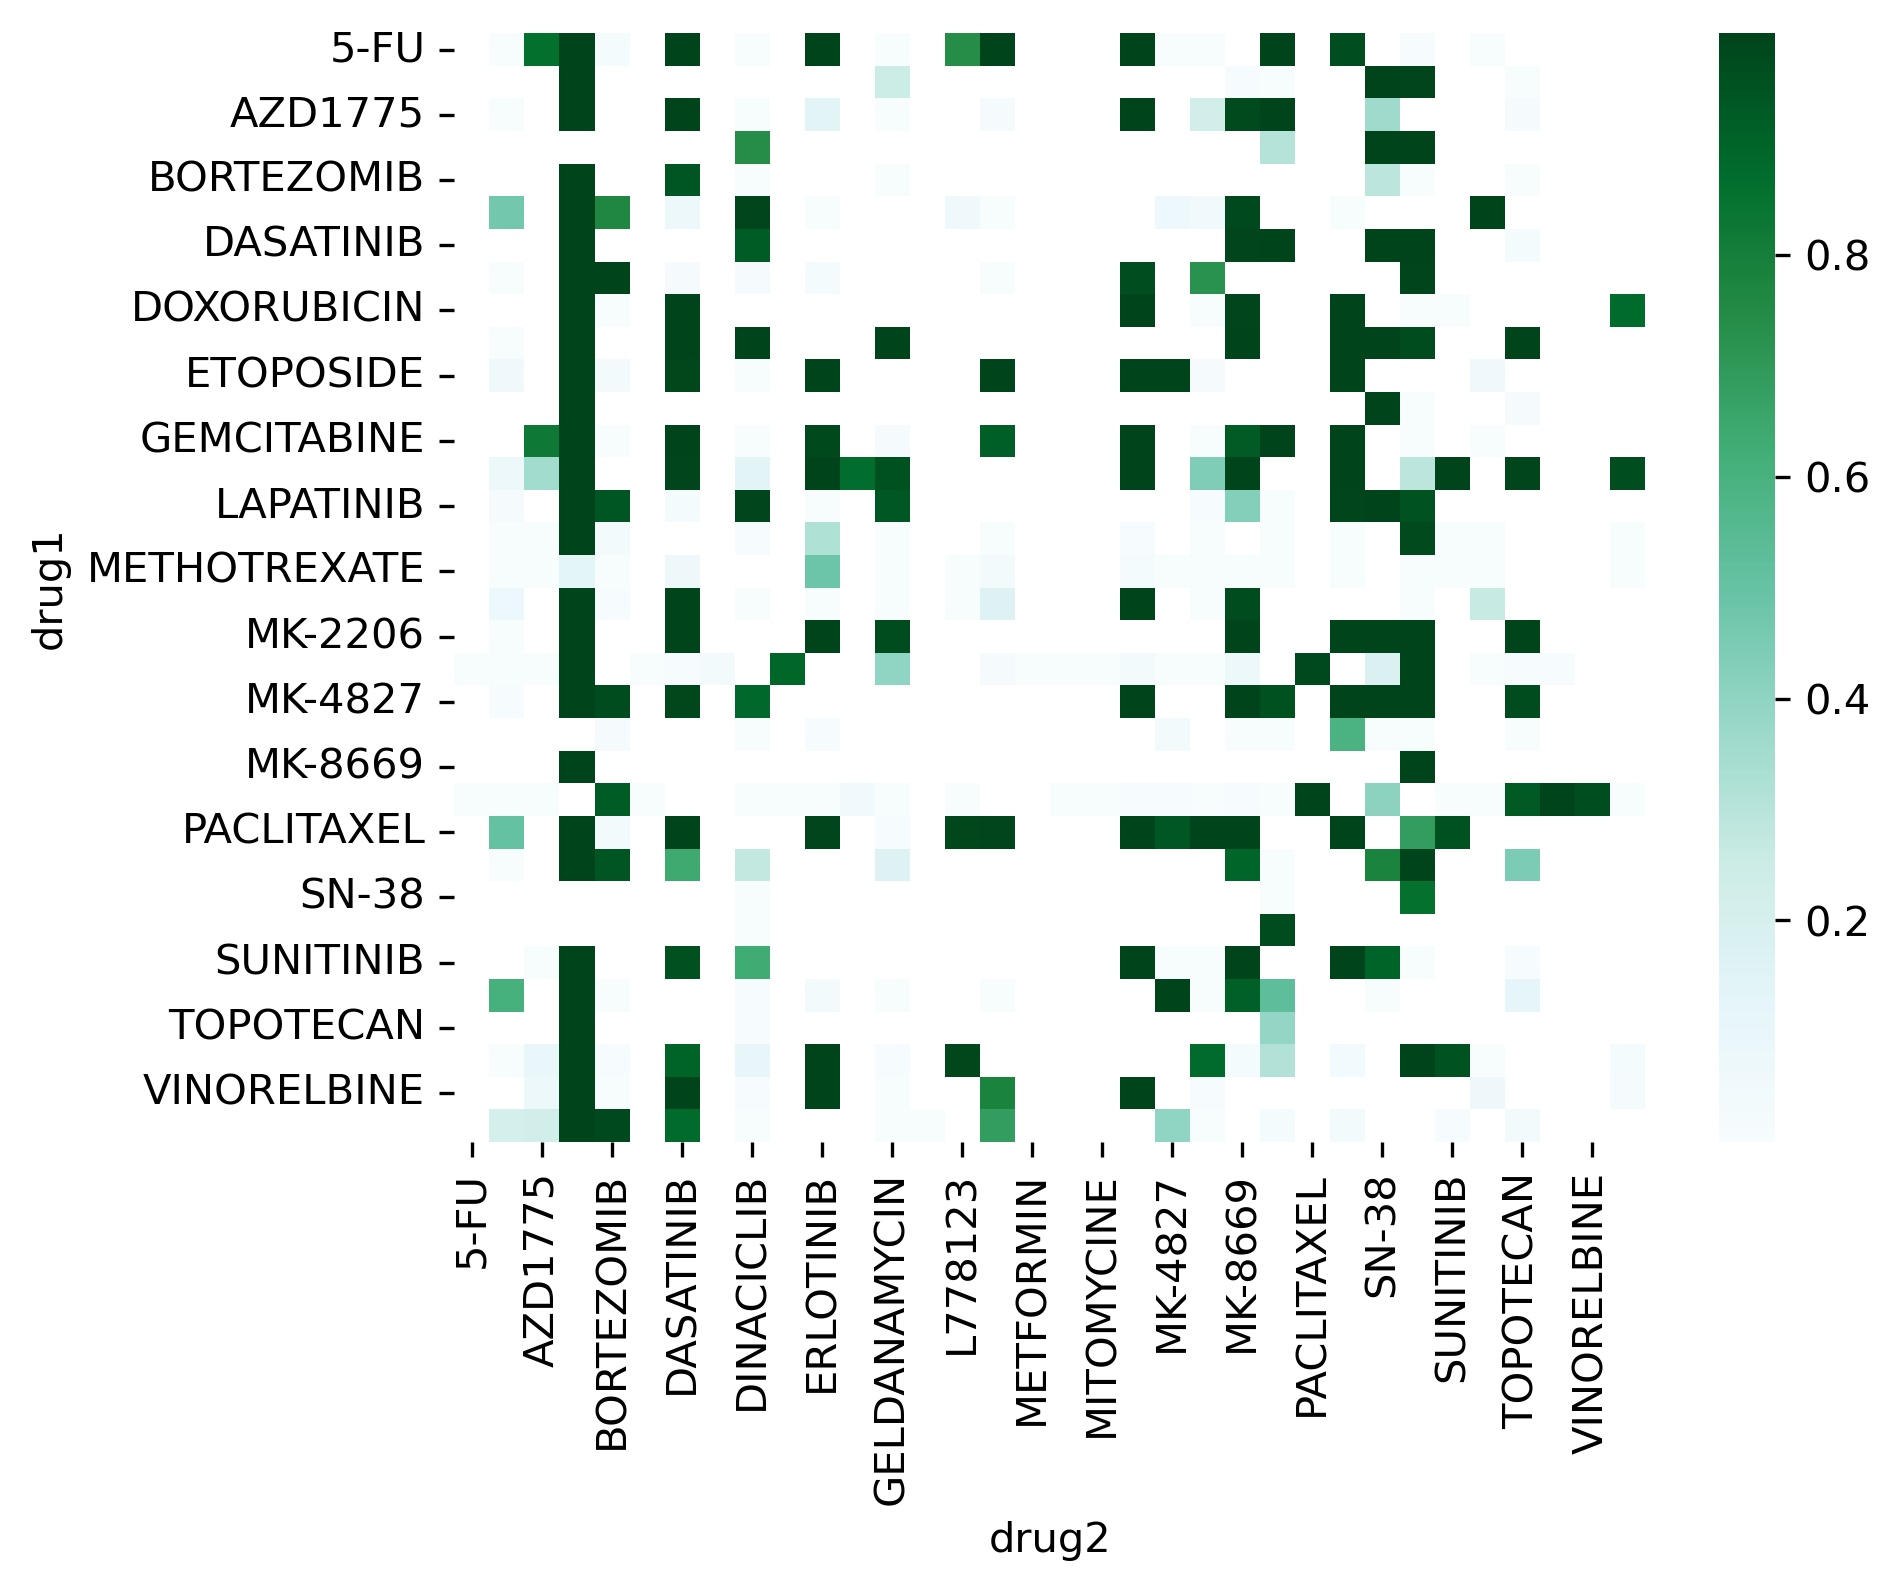 5-FU
AZD1775
BORTEZOMIB
DASATINIB
DOXORUBICIN
ETOPOSIDE
GEMCITABINE
LAPATINIB
METHOTREXATE
MK-2206
MK-4827
MK-8669
PACLITAXEL
SN-38
SUNITINIB
TOPOTECAN
VINORELBINE
drug1
5-FU
AZD1775
BORTEZOMIB
DASATINIB
DINACICLIB
ERLOTINIB
GELDANAMYCIN
L778123
METFORMIN
MITOMYCINE
MK-4827
MK-8669
PACLITAXEL
SN-38
SUNITINIB
TOPOTECAN
VINORELBINE
drug2
0.8
0.6
0.4
0.2